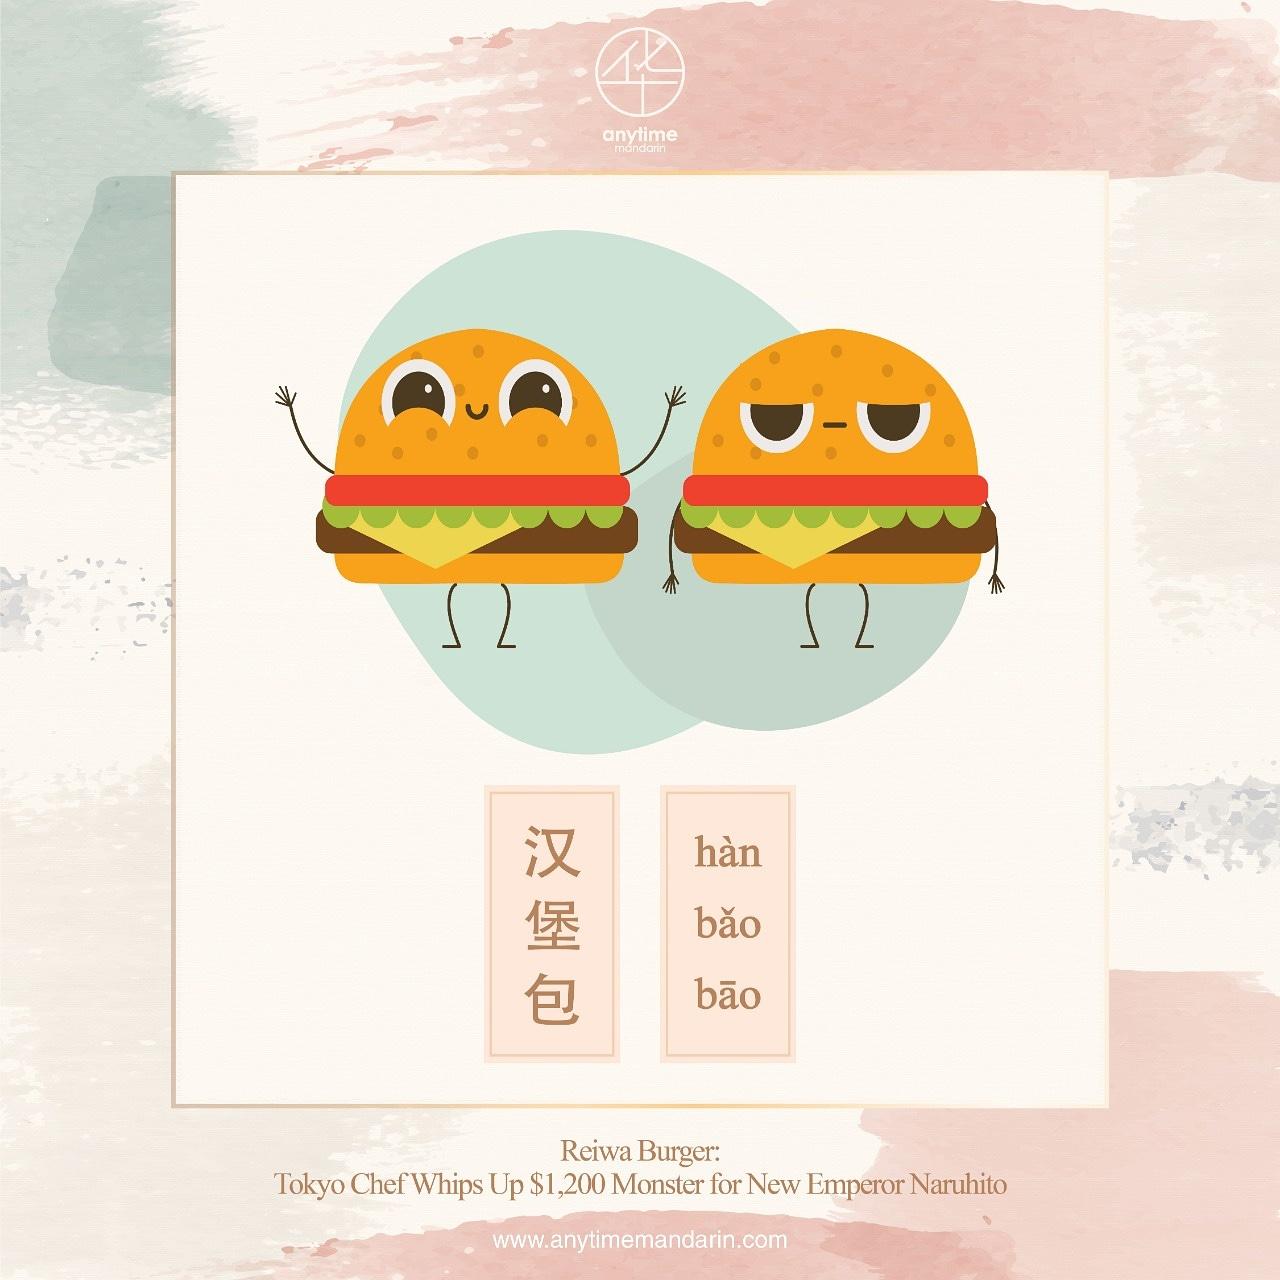 华
anytime
mandarin
汉
堡
包
hàn
bǎo
bāo
Reiwa Burger:
Tokyo Chef Whips Up $1,200 Monster for New Emperor Naruhito
www.anytimemandarin.com